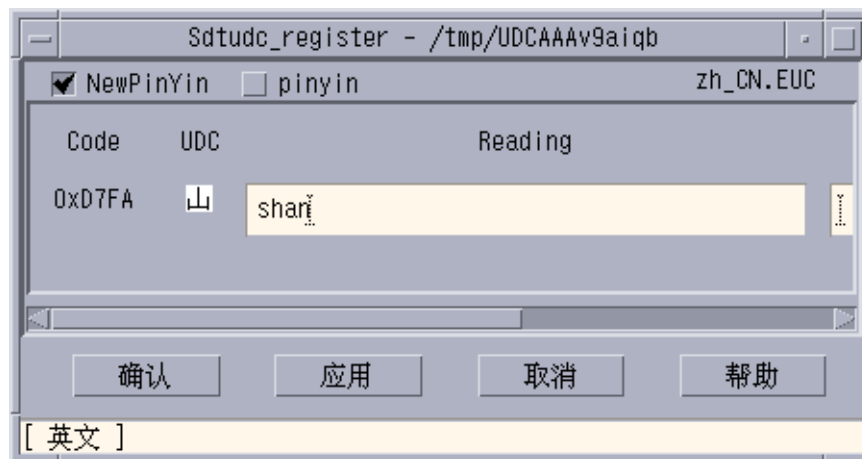 Sdtudc_register - /tmp/UDCAAAv9aiqb
NewPinYin pinyin zh_CN.EUC
Code UDC Reading
0xD7FA 山 shan
确认 应用 取消 帮助
[ 英文 ]